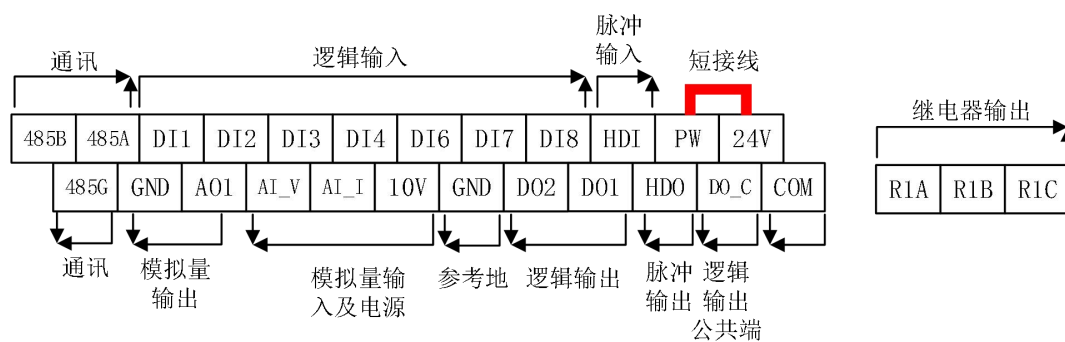 通讯
逻辑输入
脉冲
输入
短接线
继电器输出
485B 485A DI1 DI2 DI3 DI4 DI6 DI7 DI8 HDI PW 24V
485G GND AO1 AI_V AI_I 10V GND DO2 DO1 HDO DO_C COM
R1A R1B R1C
通讯
模拟量
输出
模拟量输
入及电源
参考地
逻辑输出
脉冲
输出
逻辑
输出
公共端